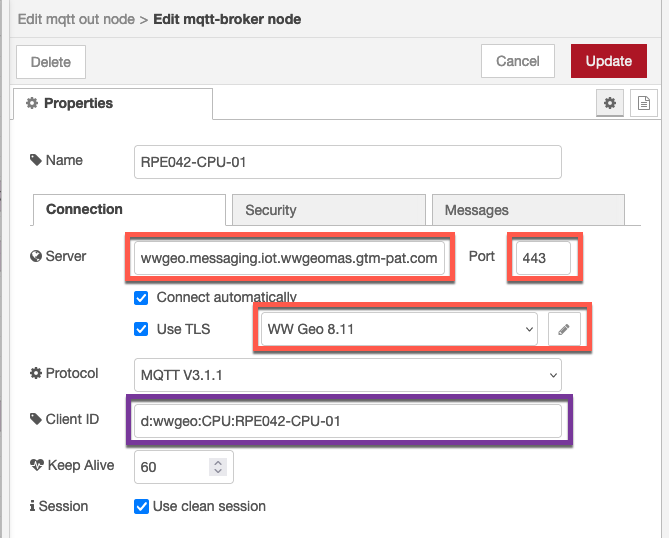 Edit mqtt out node > Edit mqtt-broker node
Delete
Cancel
Update
Properties
Name
RPE042-CPU-01
Connection
Security
Messages
Server
wwgeo.messaging.iot.wwgeomas.gtm-pat.com
Port
443
Connect automatically
Use TLS
WW Geo 8.11
Protocol
MQTT V3.1.1
Client ID
d:wwgeo:CPU:RPE042-CPU-01
Keep Alive
60
Session
Use clean session